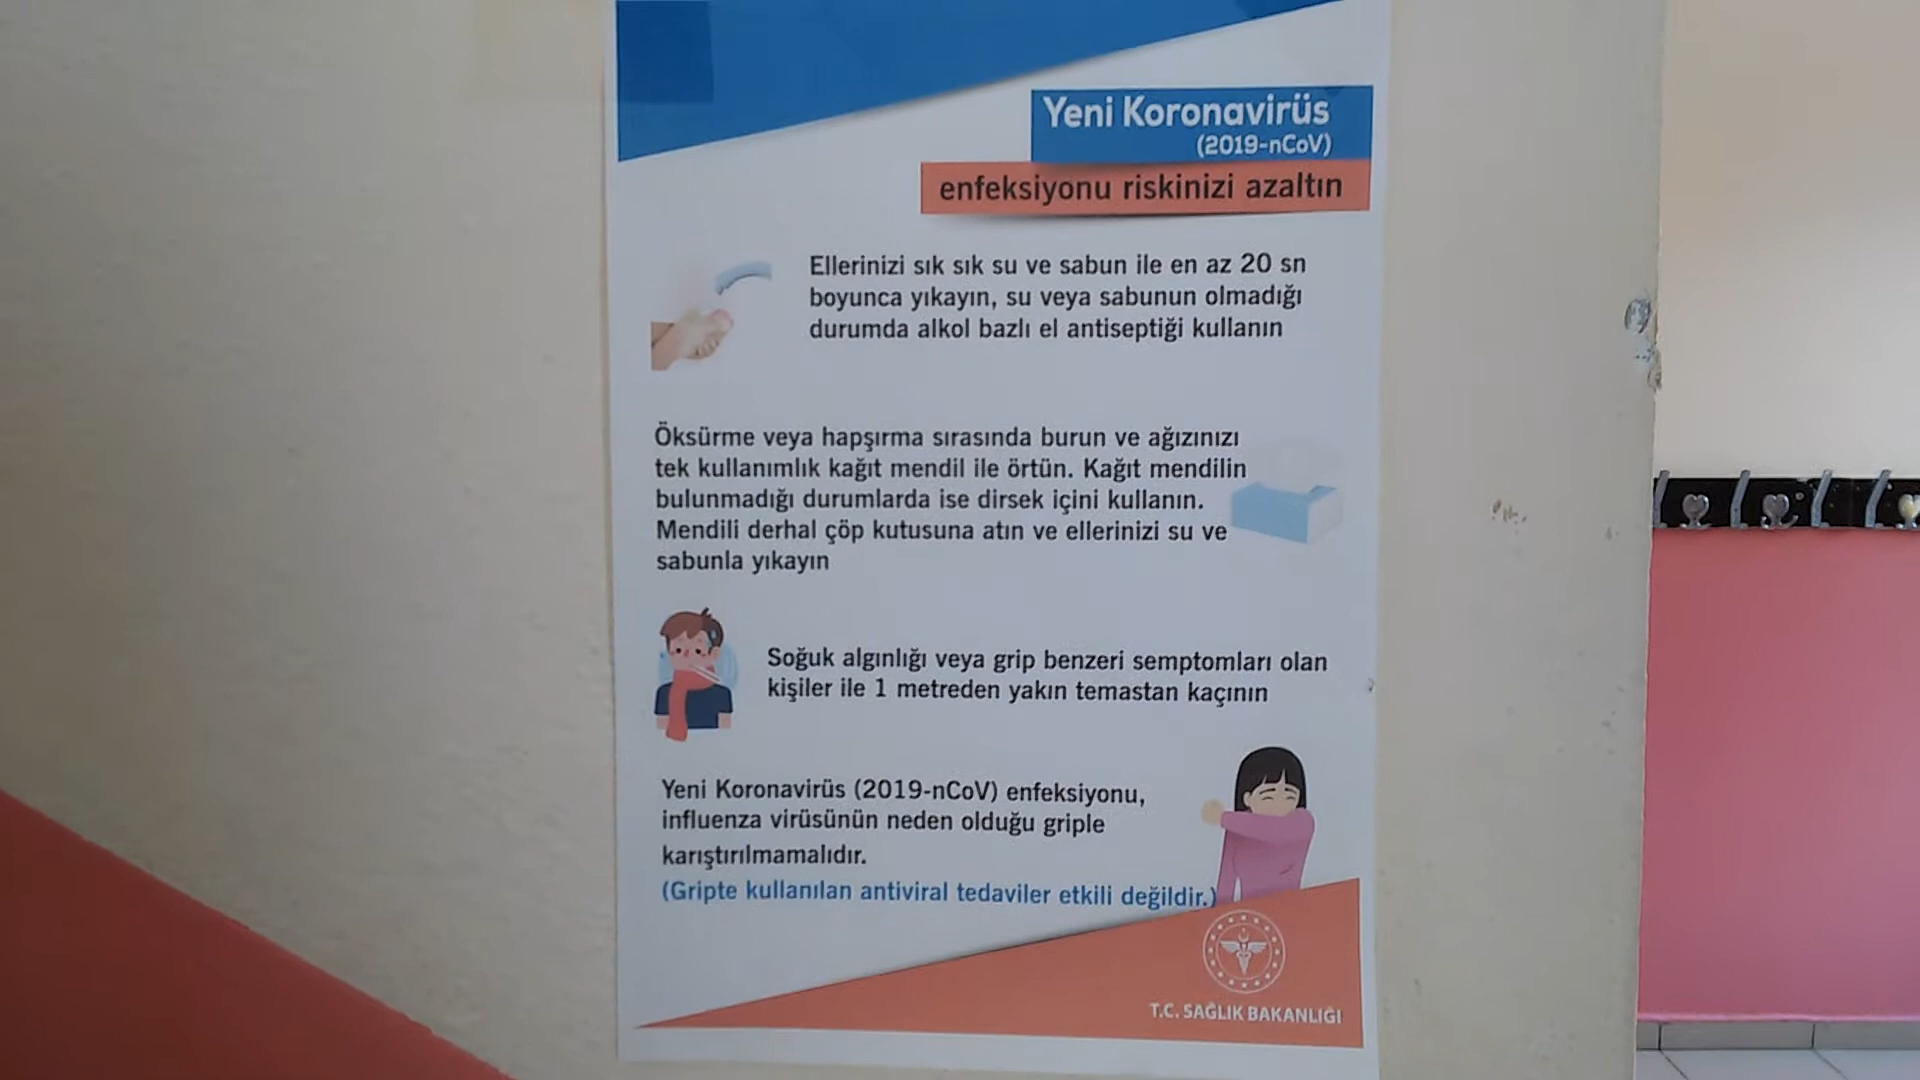 Yeni Koronavirüs
(2019-nCoV)
enfeksiyonu riskinizi azaltın
Ellerinizi sık sık su ve sabun ile en az 20 sn
boyunca yıkayın, su veya sabunun olmadığı
durumda alkol bazlı el antiseptiği kullanın
Öksürme veya hapşırma sırasında burun ve ağızınızı
tek kullanımlık kağıt mendil ile örtün. Kağıt mendilin
bulunmadığı durumlarda ise dirsek içini kullanın.
Mendili derhal çöp kutusuna atın ve ellerinizi su ve
sabunla yıkayın
Soğuk algınlığı veya grip benzeri semptomları olan
kişiler ile 1 metreden yakın temastan kaçının
Yeni Koronavirüs (2019-nCoV) enfeksiyonu,
influenza virüsünün neden olduğu griple
karıştırılmamalıdır.
(Gripte kullanılan antiviral tedaviler etkili değildir.)
T.C. SAĞLIK BAKANLIĞI